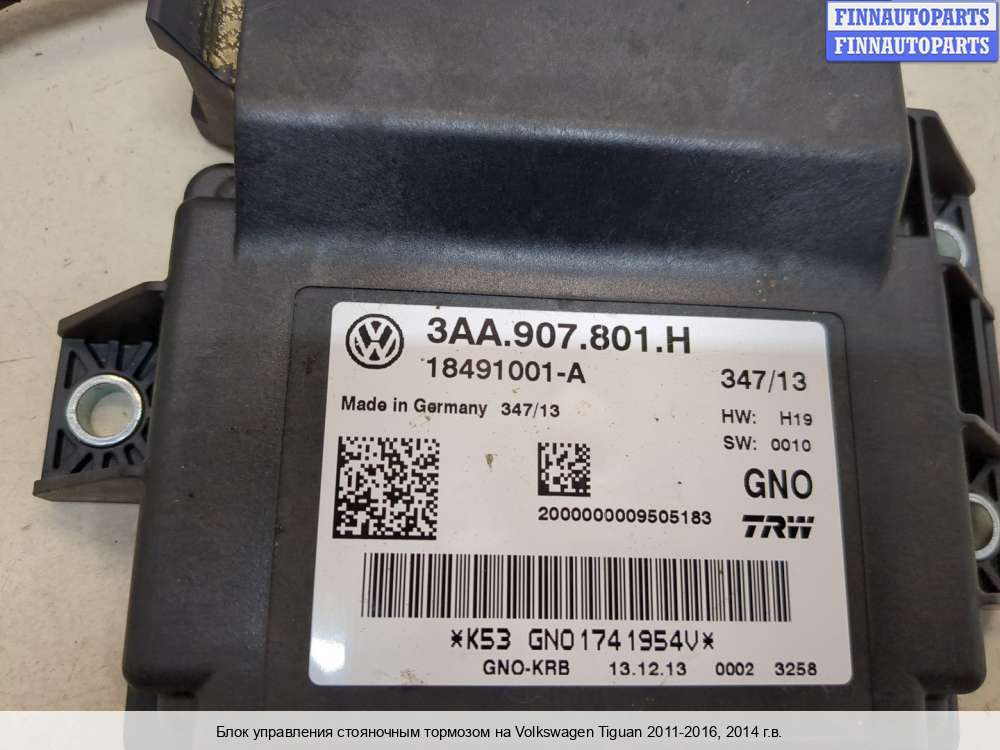 FINNAUTOPARTS
FINNAUTOPARTS
3AA.907.801.H
18491001-A
347/13
Made in Germany 347/13
HW: H19
SW: 0010
GNO
2000000009505183
TRW
*K53 GNO1741954V*
GNO-KRB 13.12.13 0002 3258
Блок управления стояночным тормозом на Volkswagen Tiguan 2011-2016, 2014 г.в.